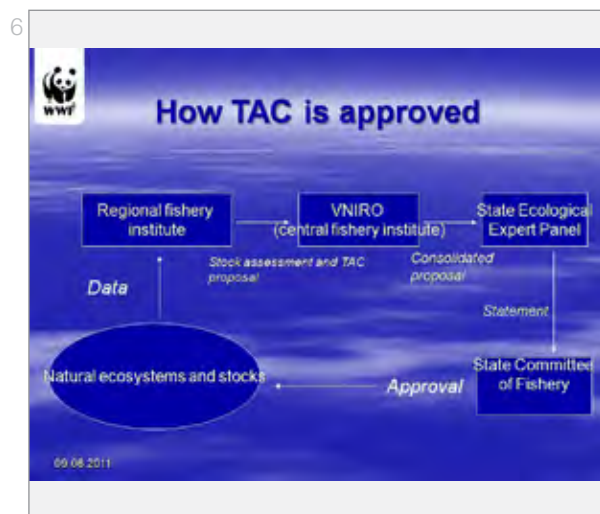 6
WWF
How TAC is approved
Regional fishery
institute
VNIRO
(central fishery institute)
State Ecological
Expert Panel
Stock assessment and TAC
proposal
Consolidated
proposal
Data
Statement
Natural ecosystems and stocks
Approval
State Committee
of Fishery
09.06.2011